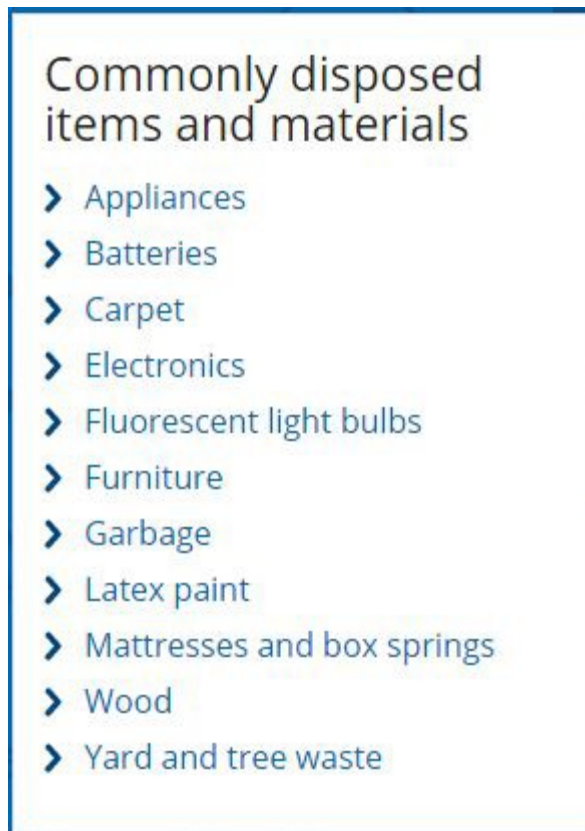 Commonly disposed
items and materials
Appliances
Batteries
Carpet
Electronics
Fluorescent light bulbs
Furniture
Garbage
Latex paint
Mattresses and box springs
Wood
Yard and tree waste